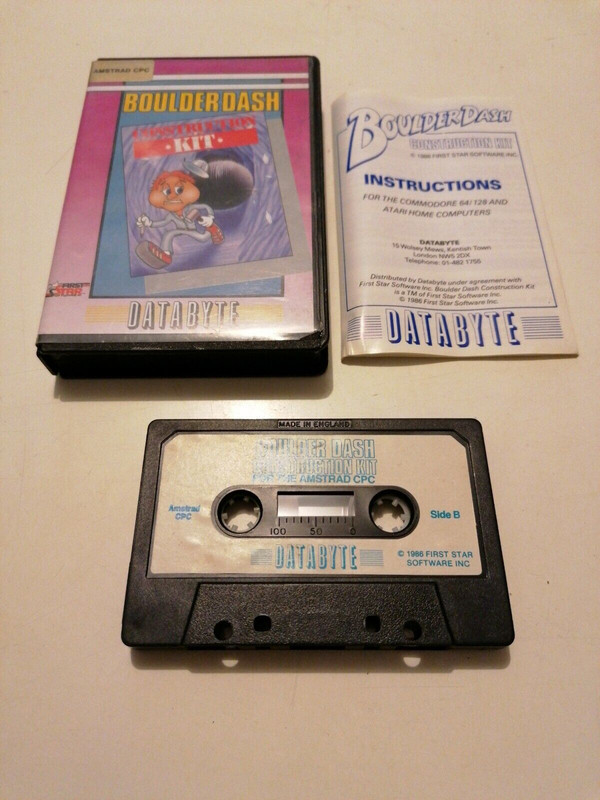 AMSTRAD CPC
BOULDERDASH
CONSTRUCTION
• KIT •
FIRST
STAR
DATABYTE
BOULDERDASH
CONSTRUCTION KIT
© 1986 FIRST STAR SOFTWARE INC.
INSTRUCTIONS
FOR THE COMMODORE 64/128 AND
ATARI HOME COMPUTERS
DATABYTE
15 Wolsey Mews, Kentish Town
London NW5 2DX
Telephone: 01-482 1755
Distributed by Databyte under agreement with
First Star Software Inc. Boulder Dash Construction Kit
is a TM of First Star Software Inc.
© 1986 First Star Software Inc.
DATABYTE
MADE IN ENGLAND
BOULDER DASH
CONSTRUCTION KIT
FOR THE AMSTRAD CPC
Amstrad
CPC
Side B
100 50 0
DATABYTE
© 1986 FIRST STAR
SOFTWARE INC